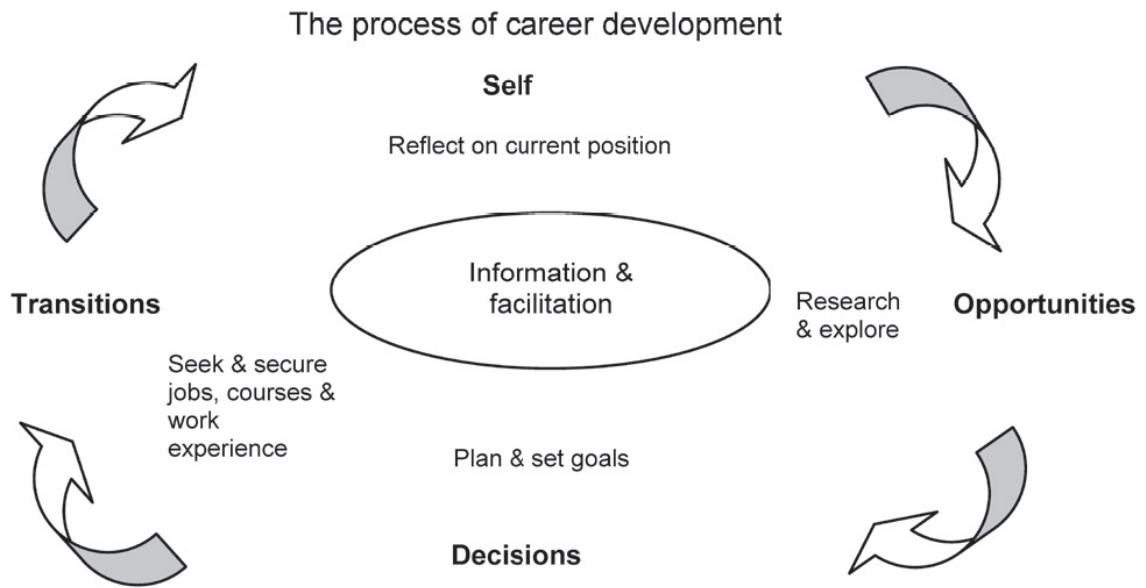 The process of career development
Self
Reflect on current position
Information &
facilitation
Transitions
Research
& explore
Opportunities
Seek & secure
jobs, courses &
work
experience
Plan & set goals
Decisions